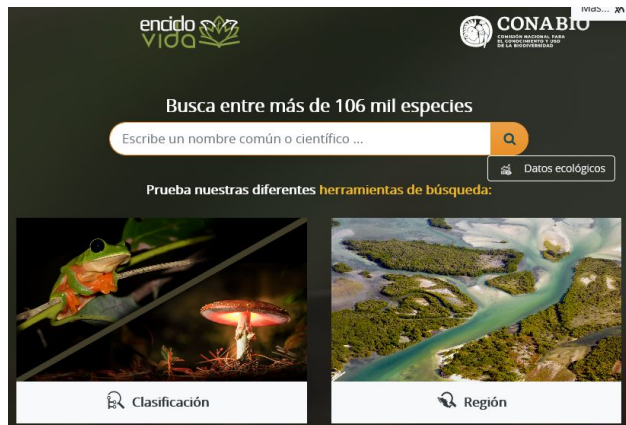 Más...
encido
vida
CONABIO
COMISIÓN NACIONAL PARA
EL CONOCIMIENTO Y USO
DE LA BIODIVERSIDAD
Busca entre más de 106 mil especies
Escribe un nombre común o científico ...
Datos ecológicos
Prueba nuestras diferentes herramientas de búsqueda:
Clasificación
Región